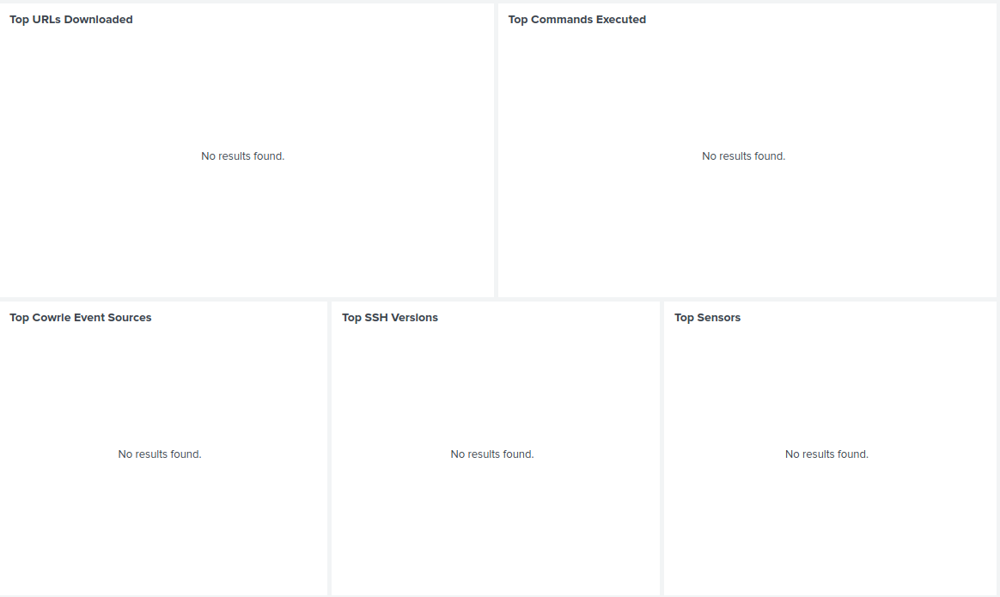 Top URLs Downloaded
Top Commands Executed
No results found.
No results found.
Top Cowrie Event Sources
Top SSH Versions
Top Sensors
No results found.
No results found.
No results found.